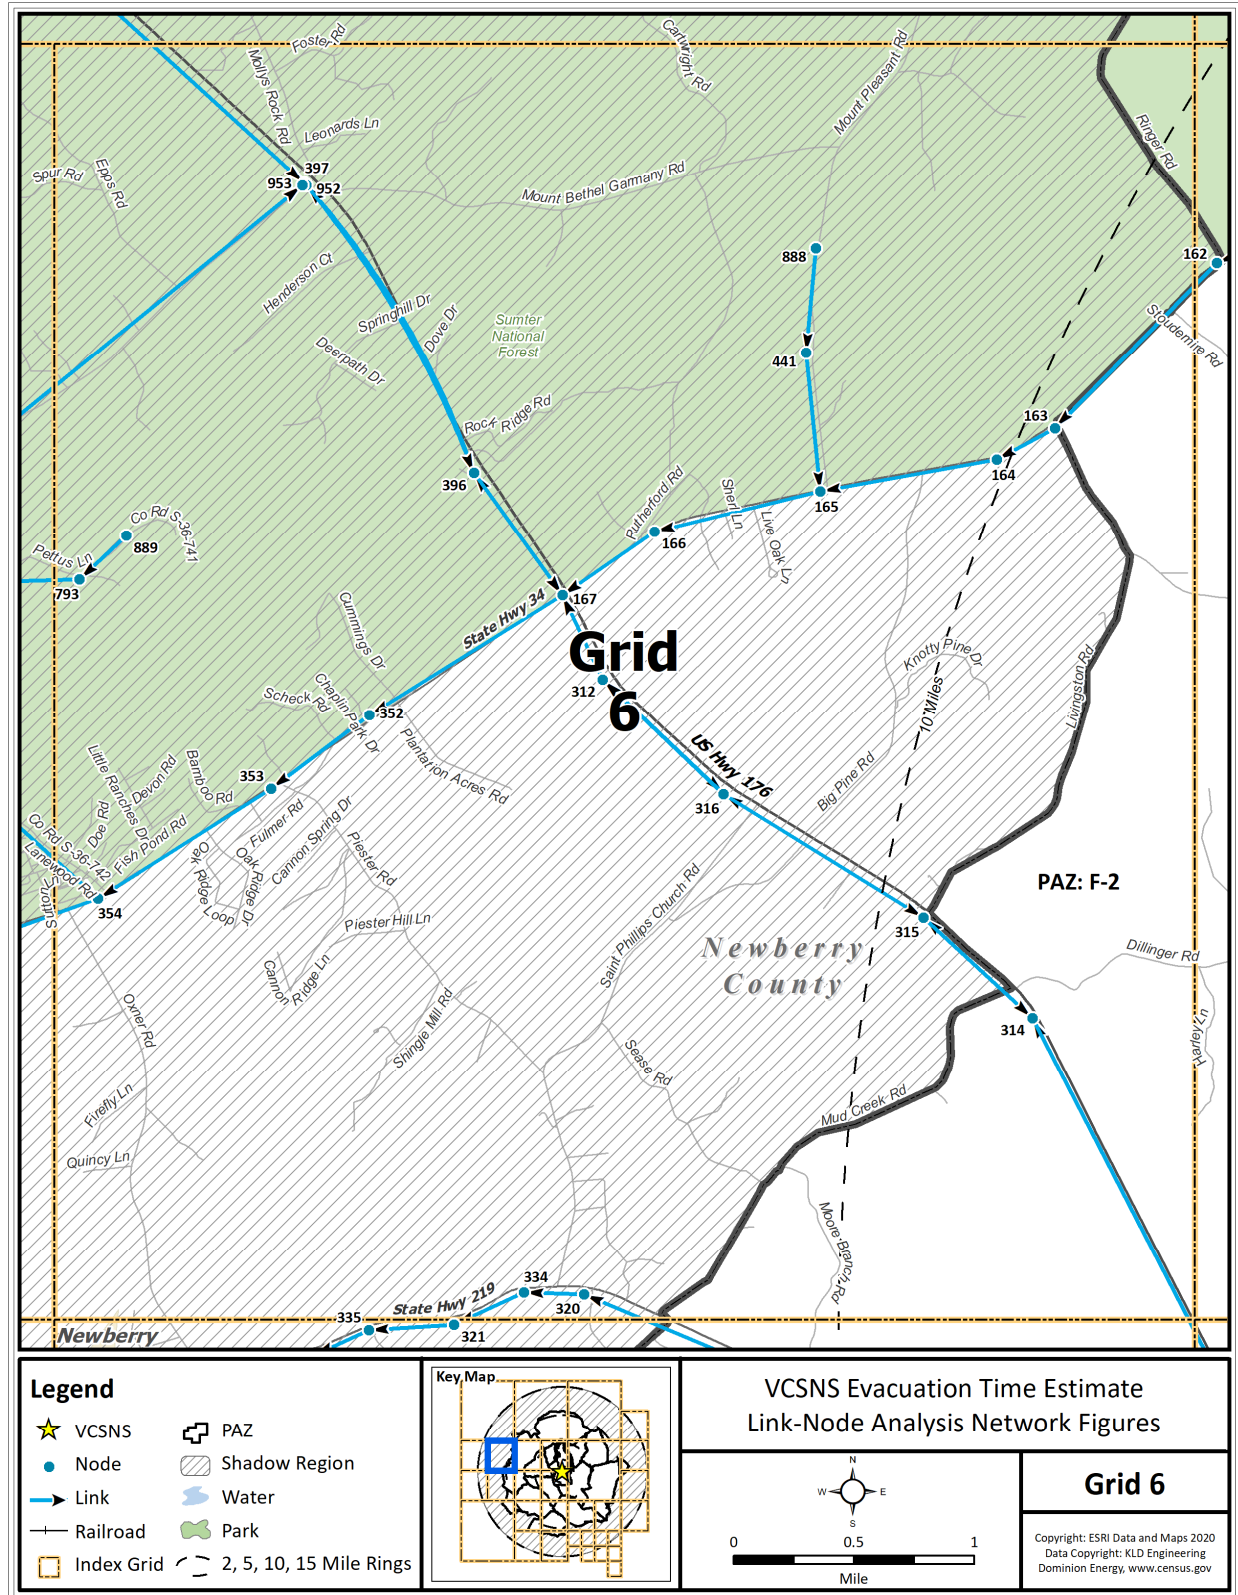 Foster Rd
Mollys Rock Rd
Cartwright Rd
Mount Pleasant Rd
Leonards Ln
Ringer Rd
Spur Rd
Epps Rd
397
953
952
Mount Bethel Garmany Rd
888
162
Henderson Ct
Springhill Dr
Dove Dr
Sumter
National
Forest
Stoudemire Rd
Deerpath Dr
441
Rock
Ridge Rd
163
396
164
Rutherford Rd
Sherl Ln
Live Oak Ln
165
Co Rd S-36-741
889
Pettus Ln
793
166
167
State Hwy 34
Cummings Dr
Grid
6
312
Knotty Pine Dr
Livingston Rd
10 Miles
Scheck Rd
Chaplin Park Dr
352
Plantation Acres Rd
US Hwy 176
Big Pine Rd
316
353
Little Ranches Dr
Devon Rd
Bamboo Rd
Doe Rd
Fish Pond Rd
Fulmer Rd
Cannon Spring Dr
Co Rd S-36-742
Lanewood Rd
Sutton Ln
354
Oak Ridge Loop
Oak Ridge Dr
Piester Rd
Piester Hill Ln
Cannon
Ridge Ln
Saint Phillips Church Rd
PAZ: F-2
315
Newberry
County
Dillinger Rd
314
Harley Ln
Oxner Rd
Shingle Mill Rd
Sease Rd
Firefly Ln
Mud Creek Rd
Quincy Ln
Moore Branch Rd
334
State Hwy 219
320
335
321
Newberry
Legend
VCSNS
PAZ
Node
Shadow Region
Link
Water
Railroad
Park
Index Grid
2, 5, 10, 15 Mile Rings
Key Map
VCSNS Evacuation Time Estimate
Link-Node Analysis Network Figures
N
W
E
S
0
0.5
1
Mile
Grid 6
Copyright: ESRI Data and Maps 2020
Data Copyright: KLD Engineering
Dominion Energy, www.census.gov